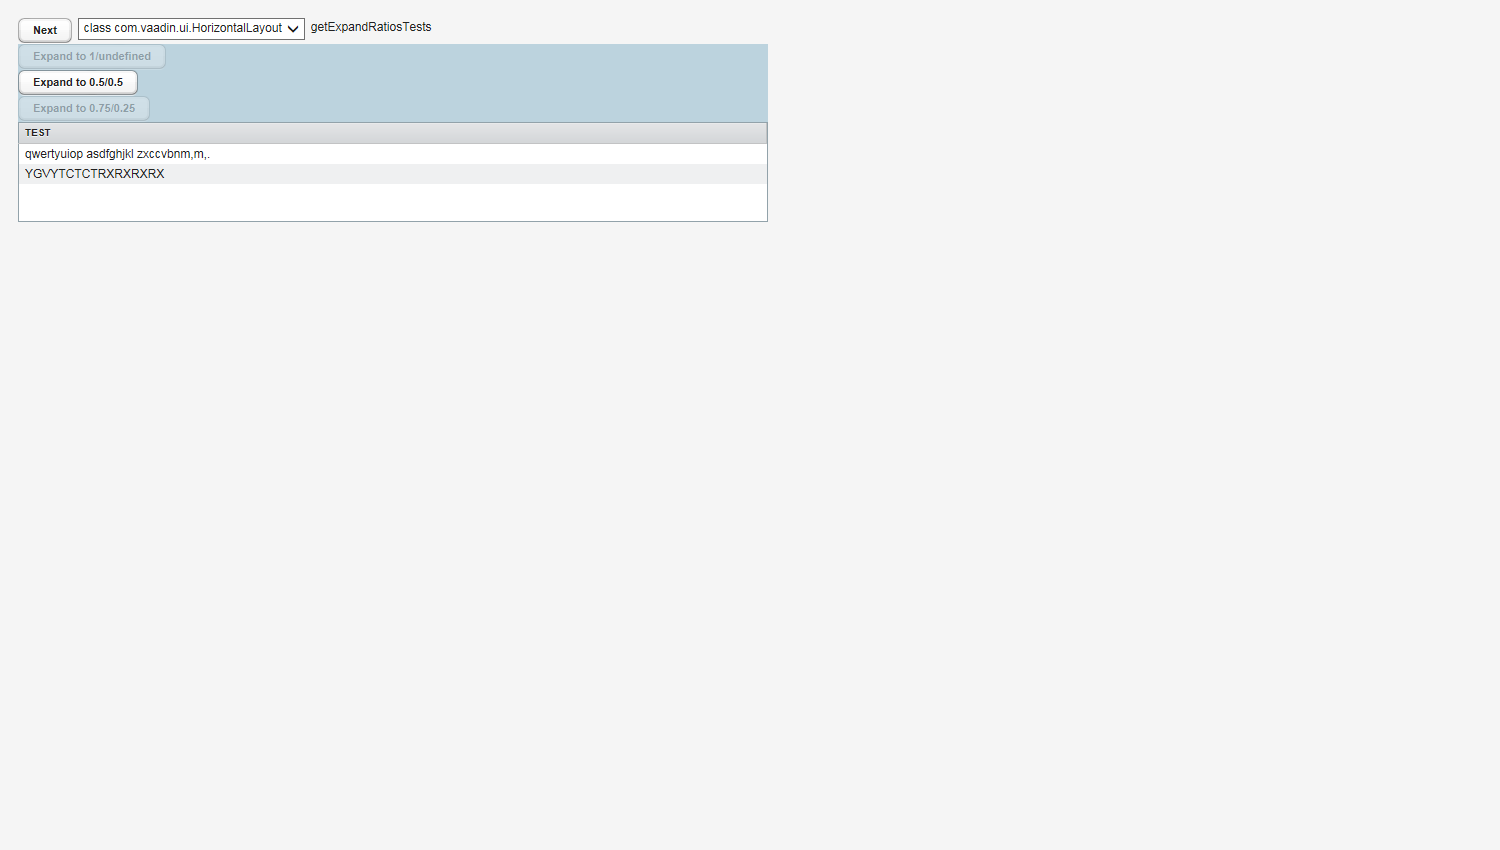 Next class com.vaadin.ui.HorizontalLayout getExpandRatiosTests
Expand to 1/undefined
Expand to 0.5/0.5
Expand to 0.75/0.25
TEST
qwertyuiop asdfghjkl zxccvbnm,m,.
YGVYTCTCTRXRXRXRX